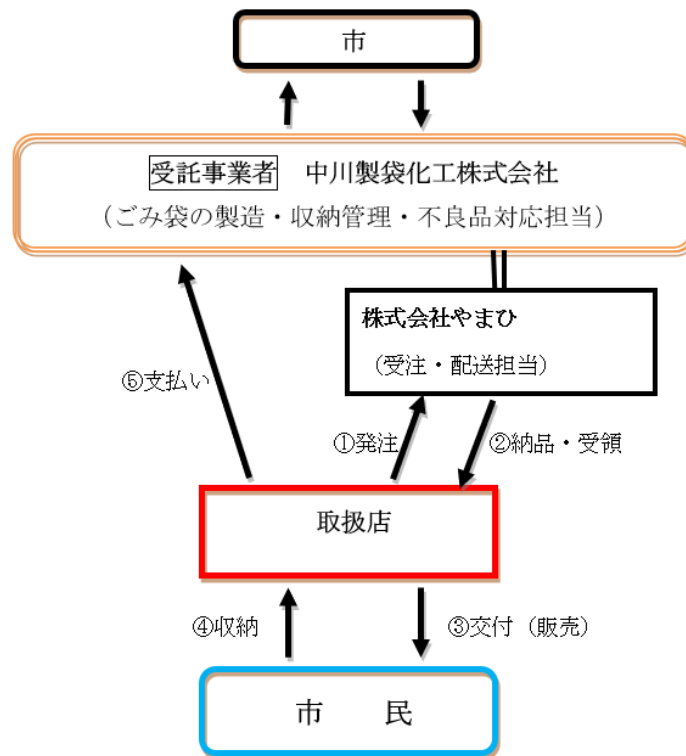 市
受託事業者 中川製袋化工株式会社
（ごみ袋の製造・収納管理・不良品対応担当）
株式会社やまひ
（受注・配送担当）
⑤支払い
①発注
②納品・受領
取扱店
④収納
③交付（販売）
市 民